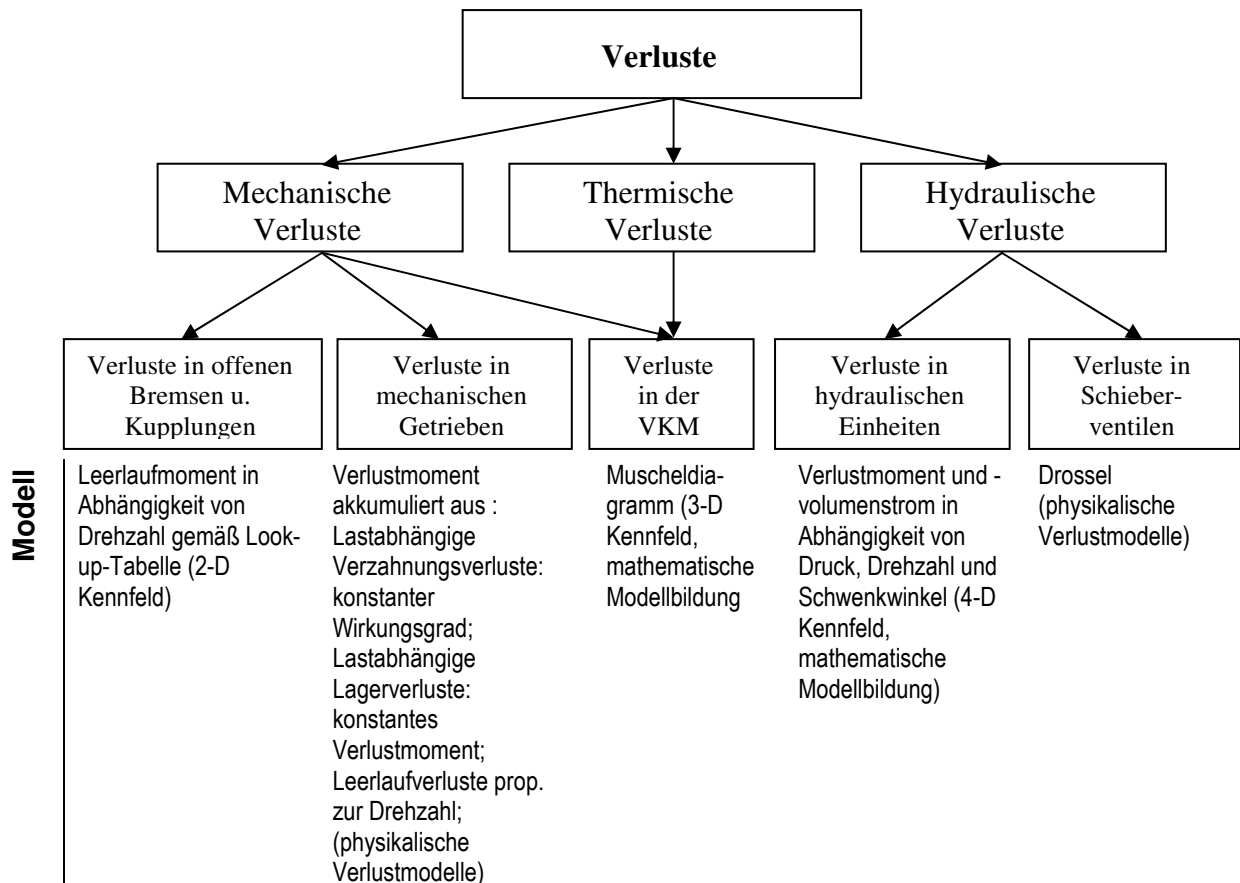 Verluste
Mechanische
Verluste
Thermische
Verluste
Hydraulische
Verluste
Verluste in offenen
Bremsen u.
Kupplungen
Verluste in
mechanischen
Getrieben
Verluste
in der
VKM
Verluste in
hydraulischen
Einheiten
Verluste in
Schieber-
ventilen
Modell
Leerlaufmoment in
Abhängigkeit von
Drehzahl gemäß Look-
up-Tabelle (2-D
Kennfeld)
Verlustmoment
akkumuliert aus :
Lastabhängige
Verzahnungsverluste:
konstanter
Wirkungsgrad;
Lastabhängige
Lagerverluste:
konstantes
Verlustmoment;
Leerlaufverluste prop.
zur Drehzahl;
(physikalische
Verlustmodelle)
Muscheldia-
gramm (3-D
Kennfeld,
mathematische
Modellbildung
Verlustmoment und -
volumenstrom in
Abhängigkeit von
Druck, Drehzahl und
Schwenkwinkel (4-D
Kennfeld,
mathematische
Modellbildung)
Drossel
(physikalische
Verlustmodelle)